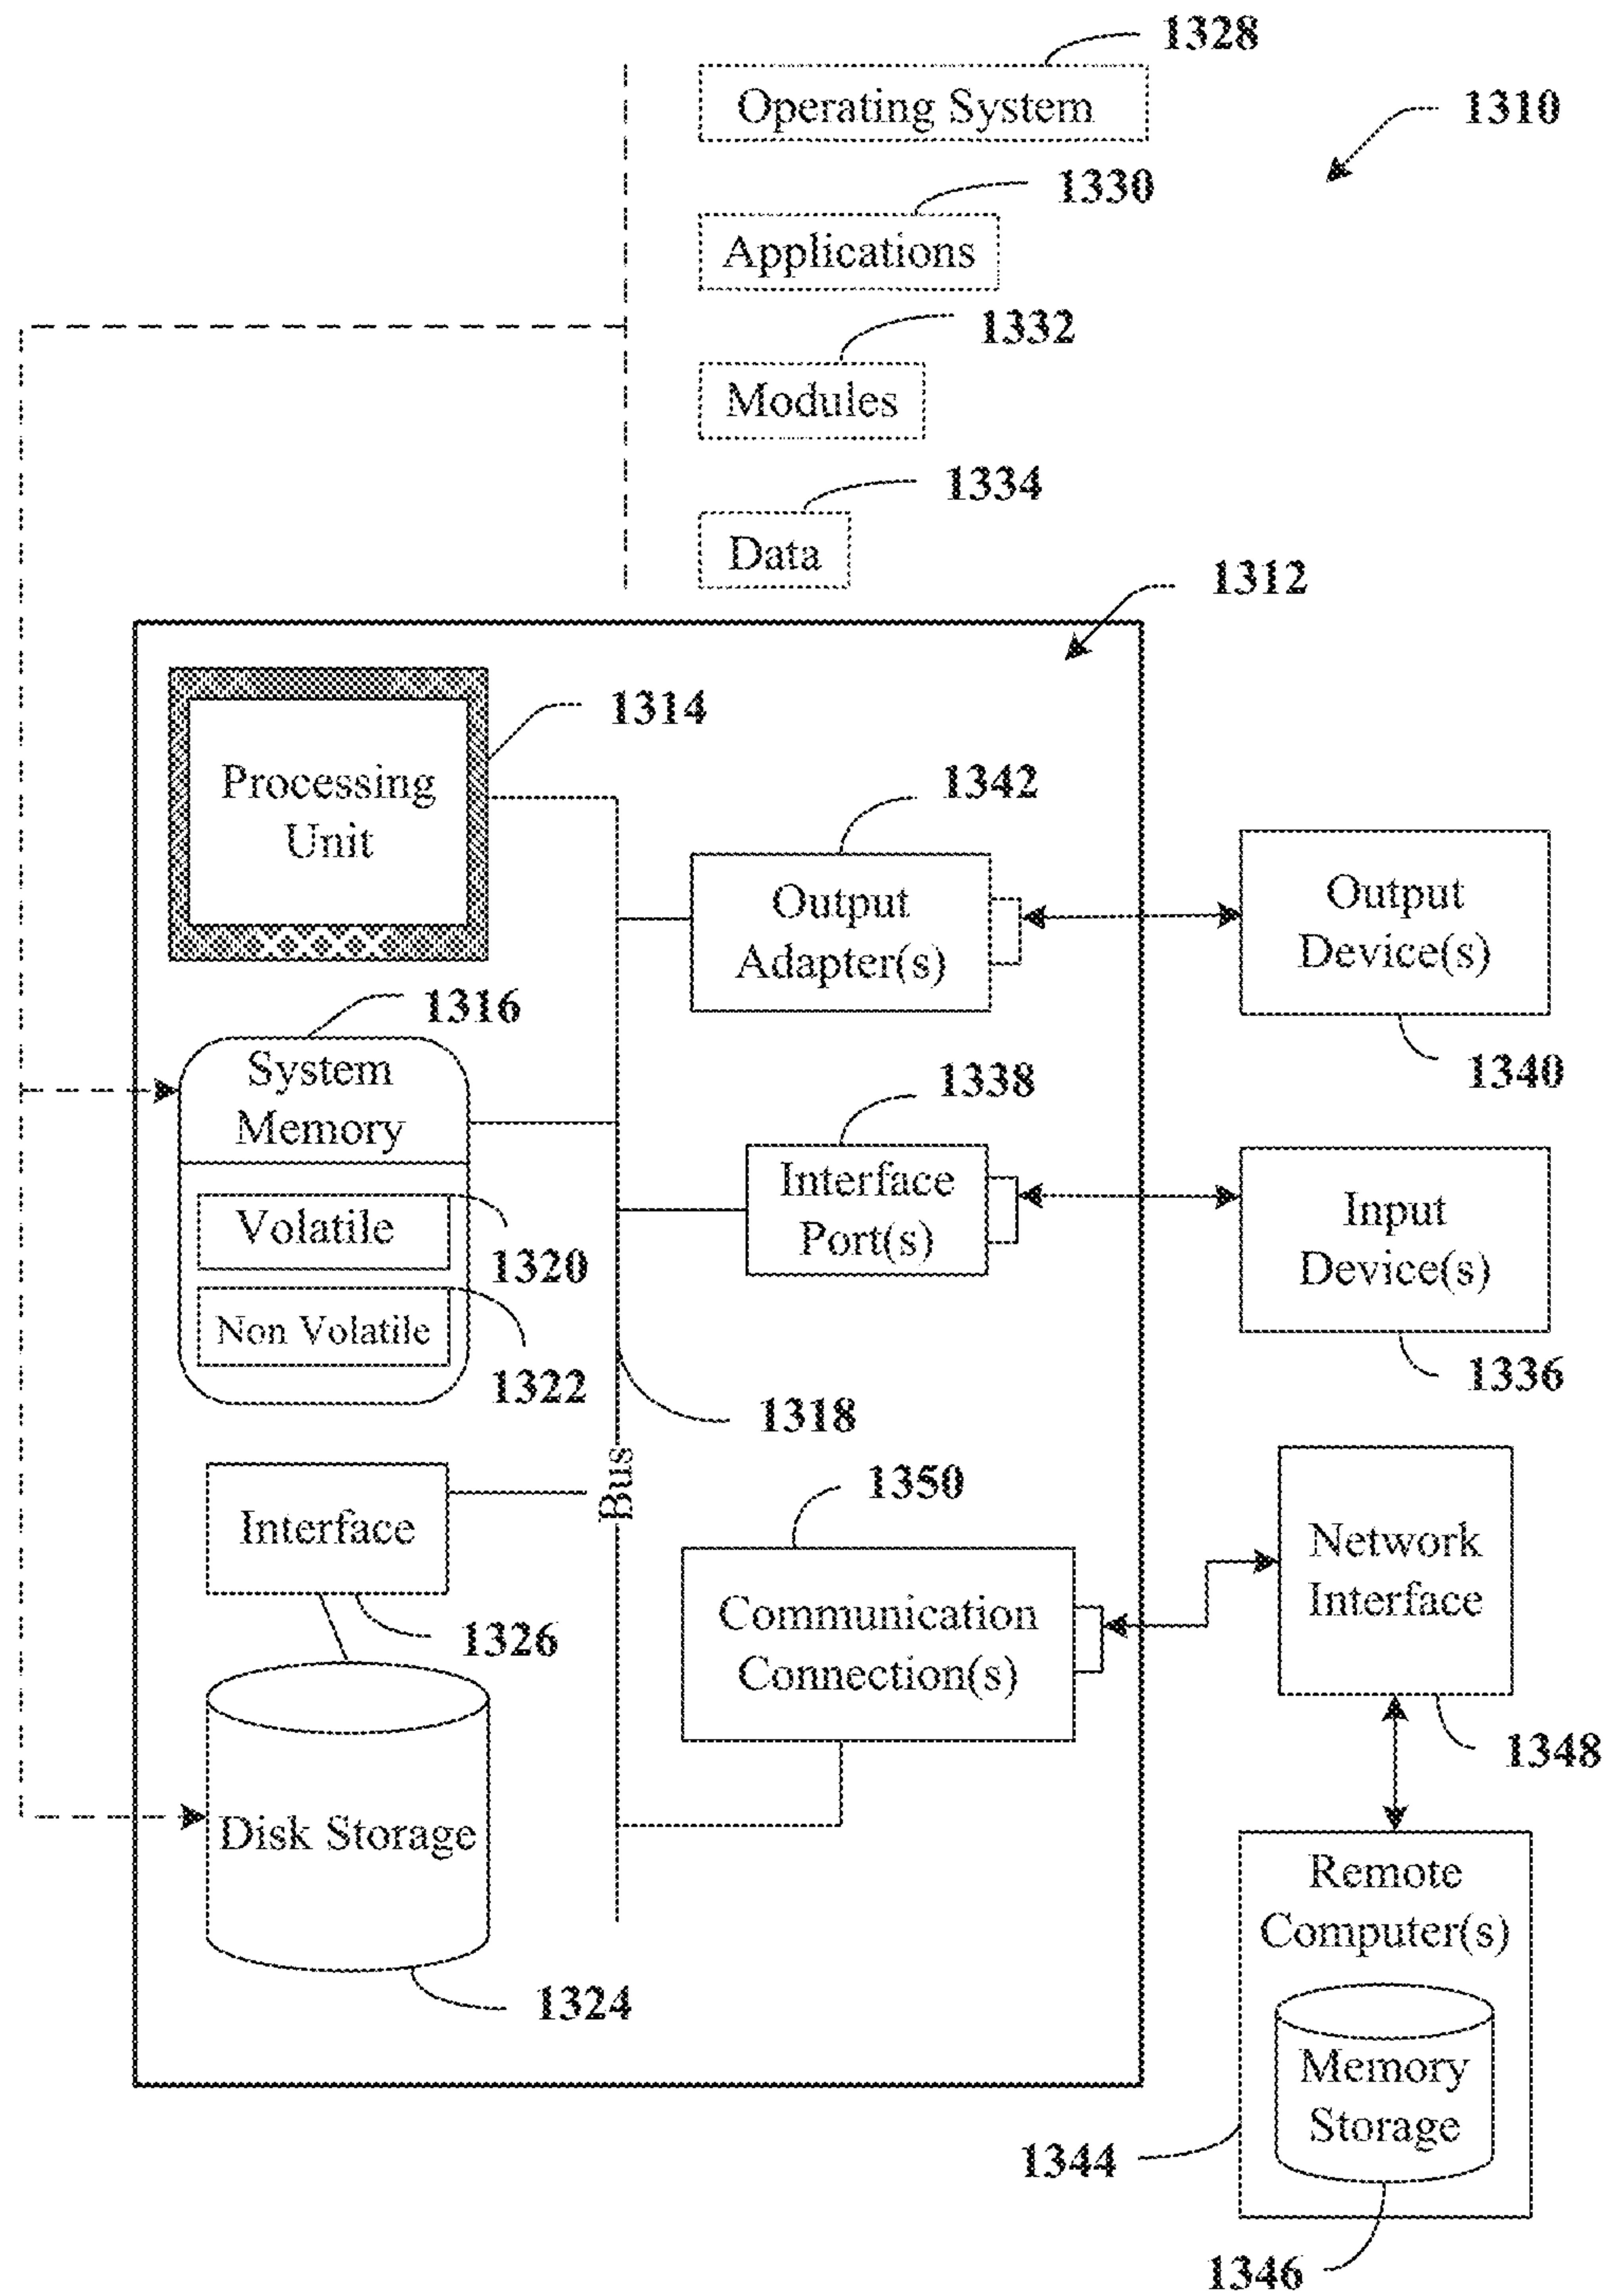 1328
Operating System
1310
1330
Applications
1332
Modules
1334
Data
1312
1314
Processing
Unit
1342
Output
Adapter(s)
Output
Device(s)
1340
1316
System
Memory
1338
Interface
Port(s)
Input
Device(s)
1336
Volatile
1320
Non Volatile
1322
1318
Bus
1350
Interface
1326
Communication
Connection(s)
Network
Interface
1348
Disk Storage
1324
Remote
Computer(s)
Memory
Storage
1344
1346